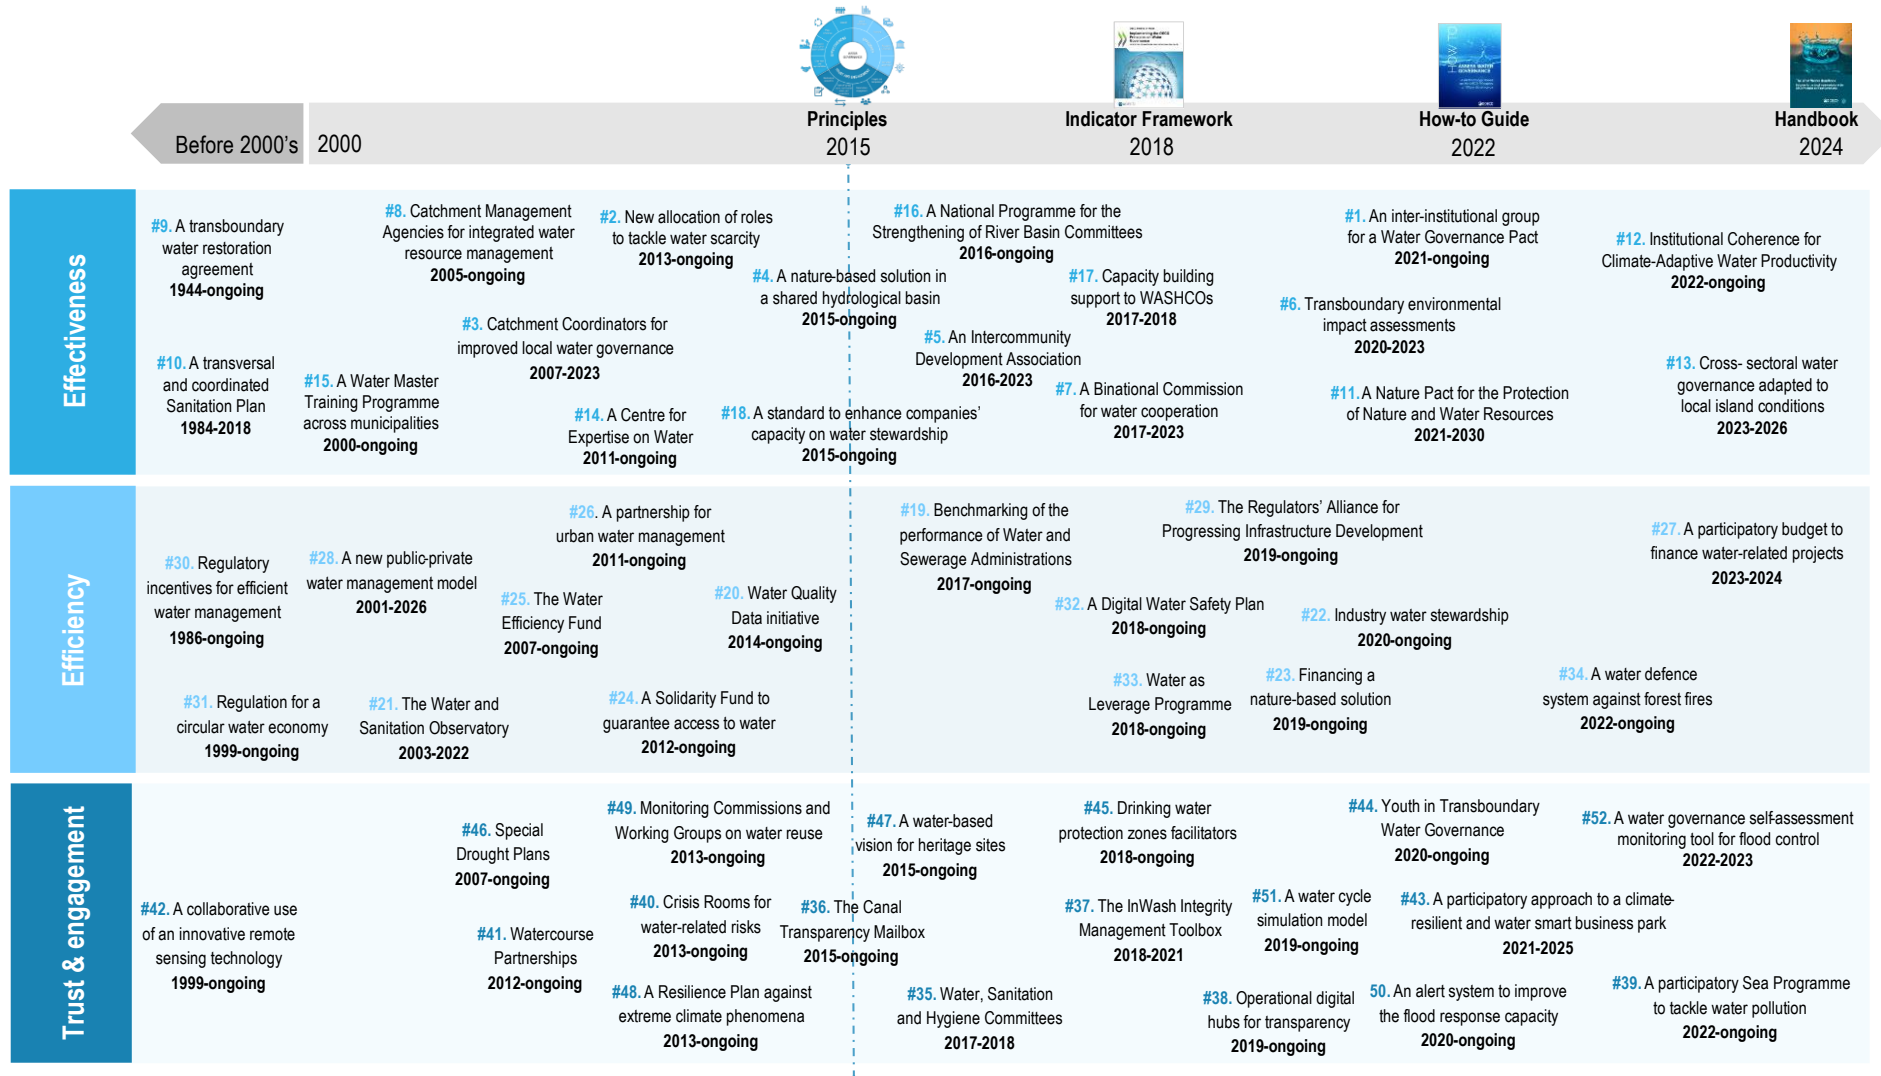 Before 2000's
2000
Principles
2015
Indicator Framework
2018
How-to Guide
2022
Handbook
2024
Effectiveness
#9. A transboundary
water restoration
agreement
1944-ongoing
#10. A transversal
and coordinated
Sanitation Plan
1984-2018
#8. Catchment Management
Agencies for integrated water
resource management
2005-ongoing
#3. Catchment Coordinators for
improved local water governance
2007-2023
#15. A Water Master
Training Programme
across municipalities
2000-ongoing
#2. New allocation of roles
to tackle water scarcity
2013-ongoing
#14. A Centre for
Expertise on Water
2011-ongoing
#4. A nature-based solution in
a shared hydrological basin
2015-ongoing
#18. A standard to enhance companies'
capacity on water stewardship
2015-ongoing
#16. A National Programme for the
Strengthening of River Basin Committees
2016-ongoing
#17. Capacity building
support to WASHCOs
2017-2018
#5. An Intercommunity
Development Association
2016-2023
#7. A Binational Commission
for water cooperation
2017-2023
#1. An inter-institutional group
for a Water Governance Pact
2021-ongoing
#6. Transboundary environmental
impact assessments
2020-2023
#11. A Nature Pact for the Protection
of Nature and Water Resources
2021-2030
#12. Institutional Coherence for
Climate-Adaptive Water Productivity
2022-ongoing
#13. Cross- sectoral water
governance adapted to
local island conditions
2023-2026
Efficiency
#30. Regulatory
incentives for efficient
water management
1986-ongoing
#31. Regulation for a
circular water economy
1999-ongoing
#28. A new public-private
water management model
2001-2026
#21. The Water and
Sanitation Observatory
2003-2022
#26. A partnership for
urban water management
2011-ongoing
#25. The Water
Efficiency Fund
2007-ongoing
#20. Water Quality
Data initiative
2014-ongoing
#24. A Solidarity Fund to
guarantee access to water
2012-ongoing
#19. Benchmarking of the
performance of Water and
Sewerage Administrations
2017-ongoing
#29. The Regulators' Alliance for
Progressing Infrastructure Development
2019-ongoing
#32. A Digital Water Safety Plan
2018-ongoing
#22. Industry water stewardship
2020-ongoing
#33. Water as
Leverage Programme
2018-ongoing
#23. Financing a
nature-based solution
2019-ongoing
#27. A participatory budget to
finance water-related projects
2023-2024
#34. A water defence
system against forest fires
2022-ongoing
Trust & engagement
#42. A collaborative use
of an innovative remote
sensing technology
1999-ongoing
#46. Special
Drought Plans
2007-ongoing
#41. Watercourse
Partnerships
2012-ongoing
#49. Monitoring Commissions and
Working Groups on water reuse
2013-ongoing
#40. Crisis Rooms for
water-related risks
2013-ongoing
#48. A Resilience Plan against
extreme climate phenomena
2013-ongoing
#47. A water-based
vision for heritage sites
2015-ongoing
#36. The Canal
Transparency Mailbox
2015-ongoing
#35. Water, Sanitation
and Hygiene Committees
2017-2018
#45. Drinking water
protection zones facilitators
2018-ongoing
#37. The InWash Integrity
Management Toolbox
2018-2021
#51. A water cycle
simulation model
2019-ongoing
#38. Operational digital
hubs for transparency
2019-ongoing
#44. Youth in Transboundary
Water Governance
2020-ongoing
#43. A participatory approach to a climate-
resilient and water smart business park
2021-2025
50. An alert system to improve
the flood response capacity
2020-ongoing
#52. A water governance self-assessment
monitoring tool for flood control
2022-2023
#39. A participatory Sea Programme
to tackle water pollution
2022-ongoing